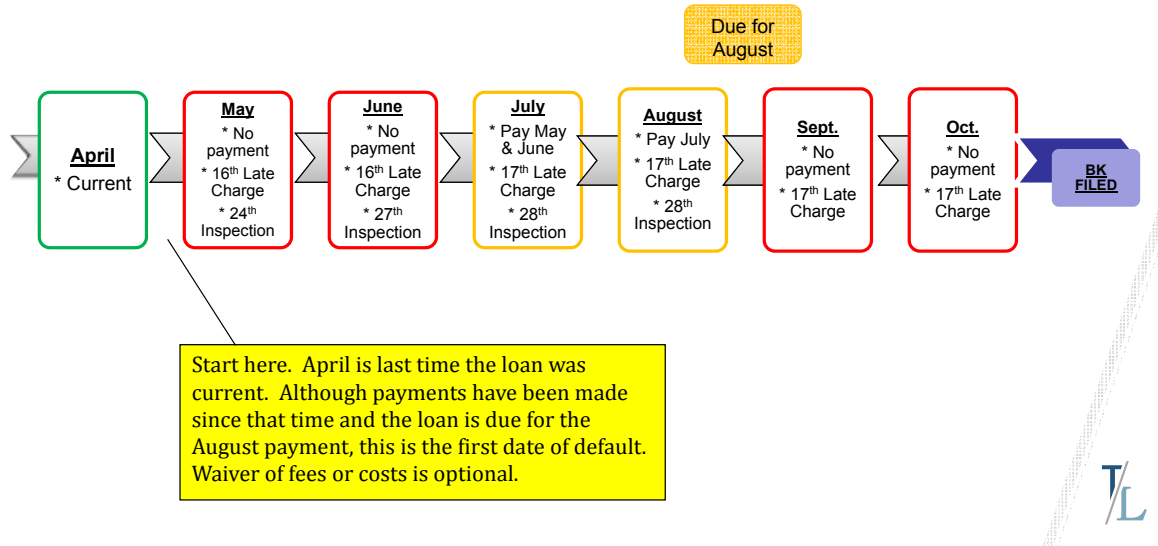 Due for
August
April
* Current
May
* No
payment
* 16th Late
Charge
* 24th
Inspection
June
* No
payment
* 16th Late
Charge
* 27th
Inspection
July
* Pay May
& June
* 17th Late
Charge
* 28th
Inspection
August
* Pay July
* 17th Late
Charge
* 28th
Inspection
Sept.
* No
payment
* 17th Late
Charge
Oct.
* No
payment
* 17th Late
Charge
BK
FILED
Start here. April is last time the loan was
current. Although payments have been made
since that time and the loan is due for the
August payment, this is the first date of default.
Waiver of fees or costs is optional.
T/L